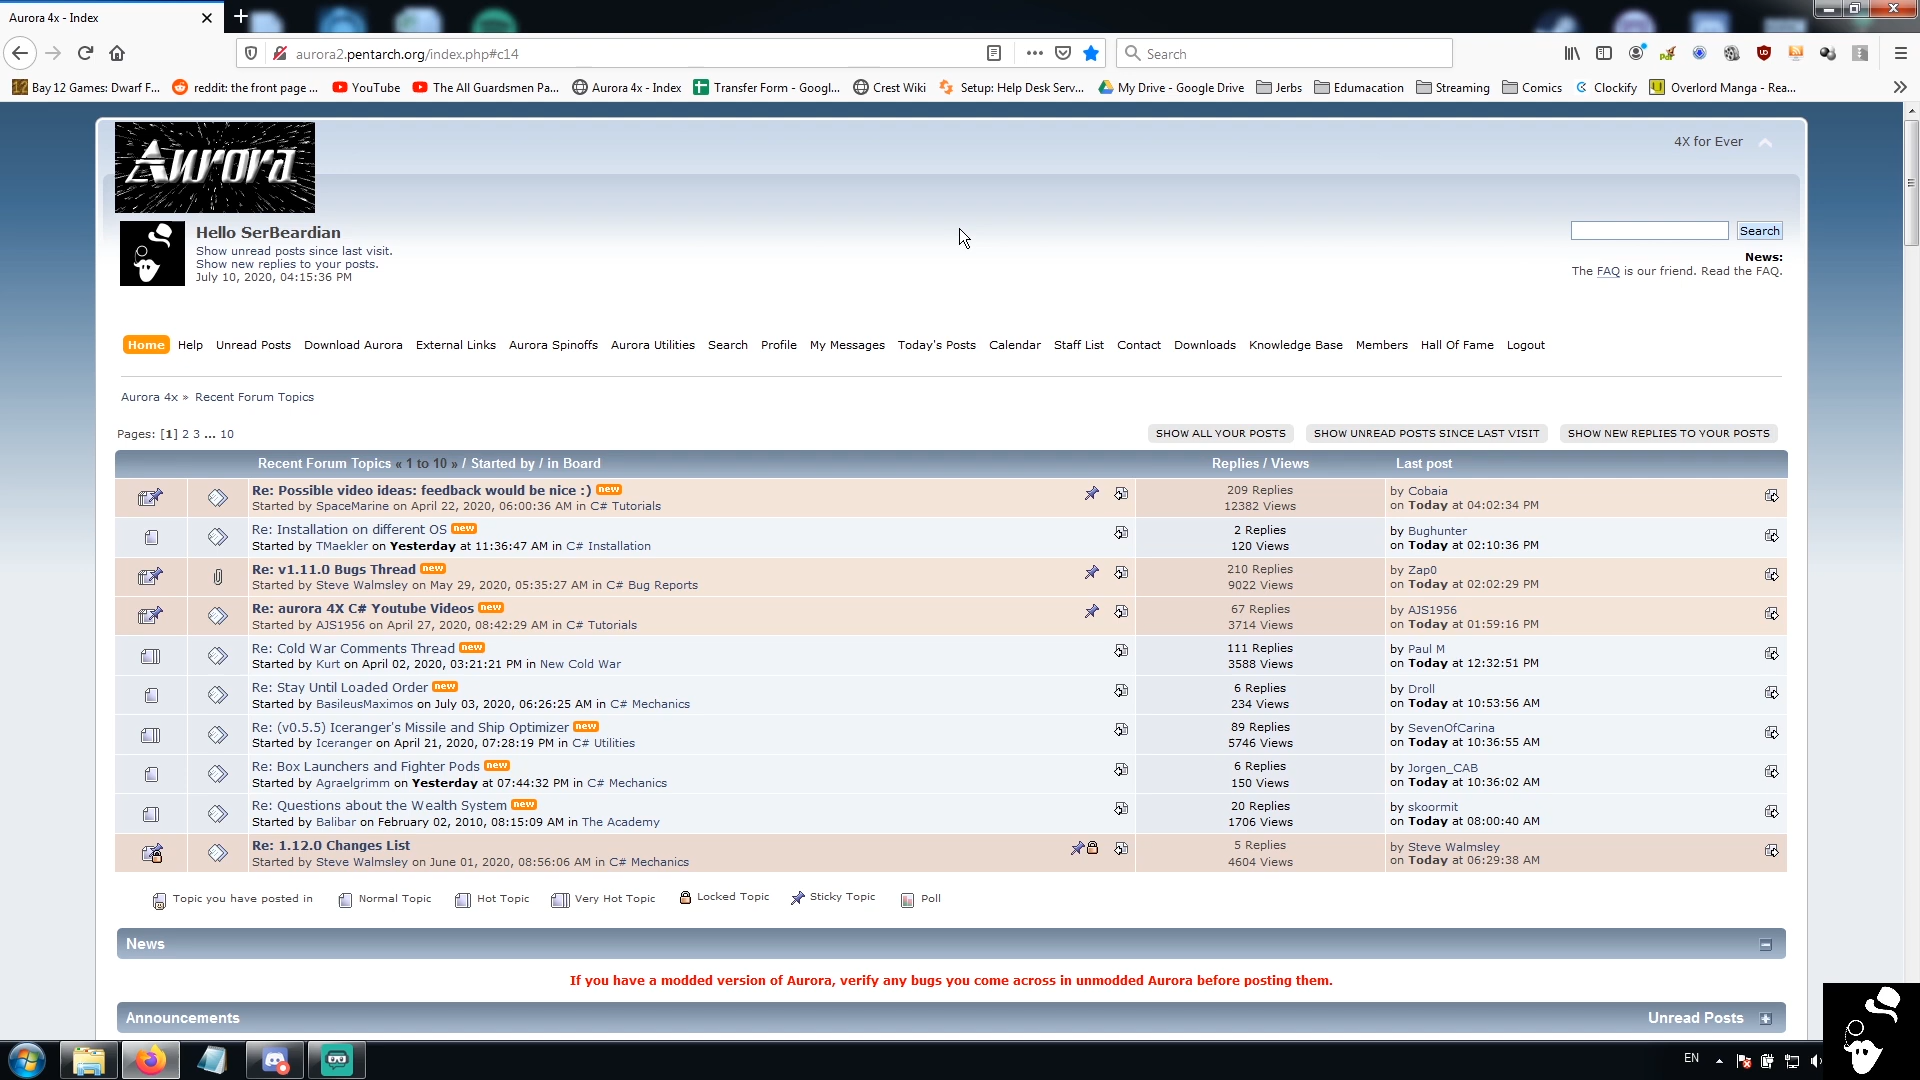 Aurora 4x - Index
aurora2.pentarch.org/index.php#c14
Search
Bay 12 Games: Dwarf F...
reddit: the front page ...
YouTube
The All Guardsmen Pa...
Aurora 4x - Index
Transfer Form - Googl...
Crest Wiki
Setup: Help Desk Serv...
My Drive - Google Drive
Jerbs
Edumacation
Streaming
Comics
Clockify
Overlord Manga - Rea...
Aurora
4X for Ever
Hello SerBeardian
Show unread posts since last visit.
Show new replies to your posts.
July 10, 2020, 04:15:36 PM
Search
News:
The FAQ is our friend. Read the FAQ.
Home Help Unread Posts Download Aurora External Links Aurora Spinoffs Aurora Utilities Search Profile My Messages Today's Posts Calendar Staff List Contact Downloads Knowledge Base Members Hall Of Fame Logout
Aurora 4x » Recent Forum Topics
Pages: [1] 2 3 ... 10
SHOW ALL YOUR POSTS
SHOW UNREAD POSTS SINCE LAST VISIT
SHOW NEW REPLIES TO YOUR POSTS
Recent Forum Topics « 1 to 10 » / Started by / in Board
Replies / Views
Last post
Re: Possible video ideas: feedback would be nice :) new
Started by SpaceMarine on April 22, 2020, 06:00:36 AM in C# Tutorials
209 Replies
12382 Views
by Cobaia
on Today at 04:02:34 PM
Re: Installation on different OS new
Started by TMaekler on Yesterday at 11:36:47 AM in C# Installation
2 Replies
120 Views
by Bughunter
on Today at 02:10:36 PM
Re: v1.11.0 Bugs Thread new
Started by Steve Walmsley on May 29, 2020, 05:35:27 AM in C# Bug Reports
210 Replies
9022 Views
by Zap0
on Today at 02:02:29 PM
Re: aurora 4X C# Youtube Videos new
Started by AJS1956 on April 27, 2020, 08:42:29 AM in C# Tutorials
67 Replies
3714 Views
by AJS1956
on Today at 01:59:16 PM
Re: Cold War Comments Thread new
Started by Kurt on April 02, 2020, 03:21:21 PM in New Cold War
111 Replies
3588 Views
by Paul M
on Today at 12:32:51 PM
Re: Stay Until Loaded Order new
Started by BasileusMaximos on July 03, 2020, 06:26:25 AM in C# Mechanics
6 Replies
234 Views
by Droll
on Today at 10:53:56 AM
Re: (v0.5.5) Iceranger's Missile and Ship Optimizer new
Started by Iceranger on April 21, 2020, 07:28:19 PM in C# Utilities
89 Replies
5746 Views
by SevenOfCarina
on Today at 10:36:55 AM
Re: Box Launchers and Fighter Pods new
Started by Agraelgrimm on Yesterday at 07:44:32 PM in C# Mechanics
6 Replies
150 Views
by Jorgen_CAB
on Today at 10:36:02 AM
Re: Questions about the Wealth System new
Started by Balibar on February 02, 2010, 08:15:09 AM in The Academy
20 Replies
1706 Views
by skoormit
on Today at 08:00:40 AM
Re: 1.12.0 Changes List
Started by Steve Walmsley on June 01, 2020, 08:56:06 AM in C# Mechanics
5 Replies
4604 Views
by Steve Walmsley
on Today at 06:29:38 AM
Topic you have posted in
Normal Topic
Hot Topic
Very Hot Topic
Locked Topic
Sticky Topic
Poll
News
If you have a modded version of Aurora, verify any bugs you come across in unmodded Aurora before posting them.
Announcements
Unread Posts
EN